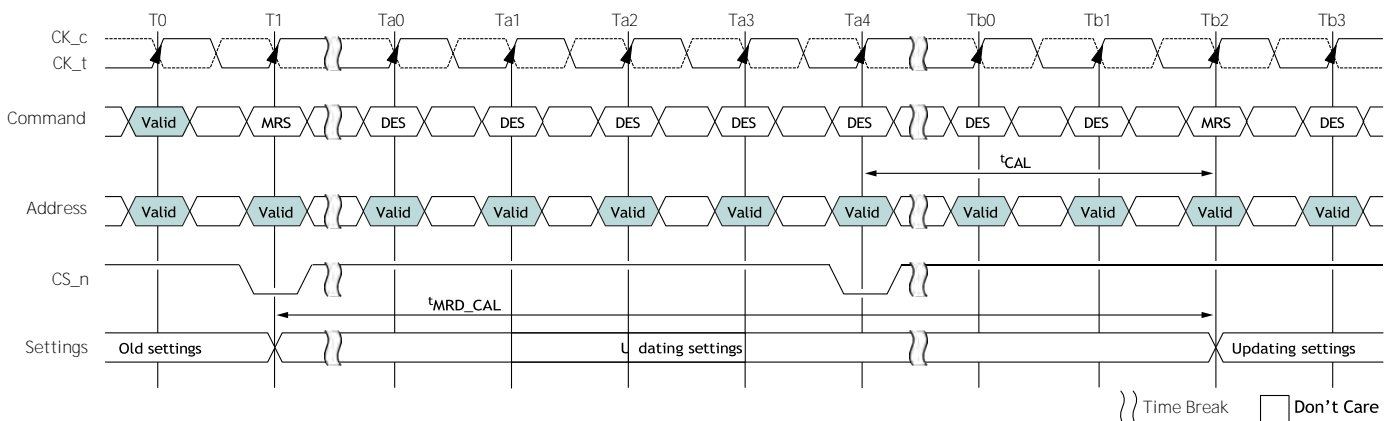 T0 T1 Ta0 Ta1 Ta2 Ta3 Ta4 Tb0 Tb1 Tb2 Tb3
CK_c
CK_t
Command Valid MRS DES DES DES DES DES DES DES MRS DES
tCAL
Address Valid Valid Valid Valid Valid Valid Valid Valid Valid Valid Valid
CS_n
tMRD_CAL
Settings Old settings U dating settings Updating settings
Time Break Don't Care